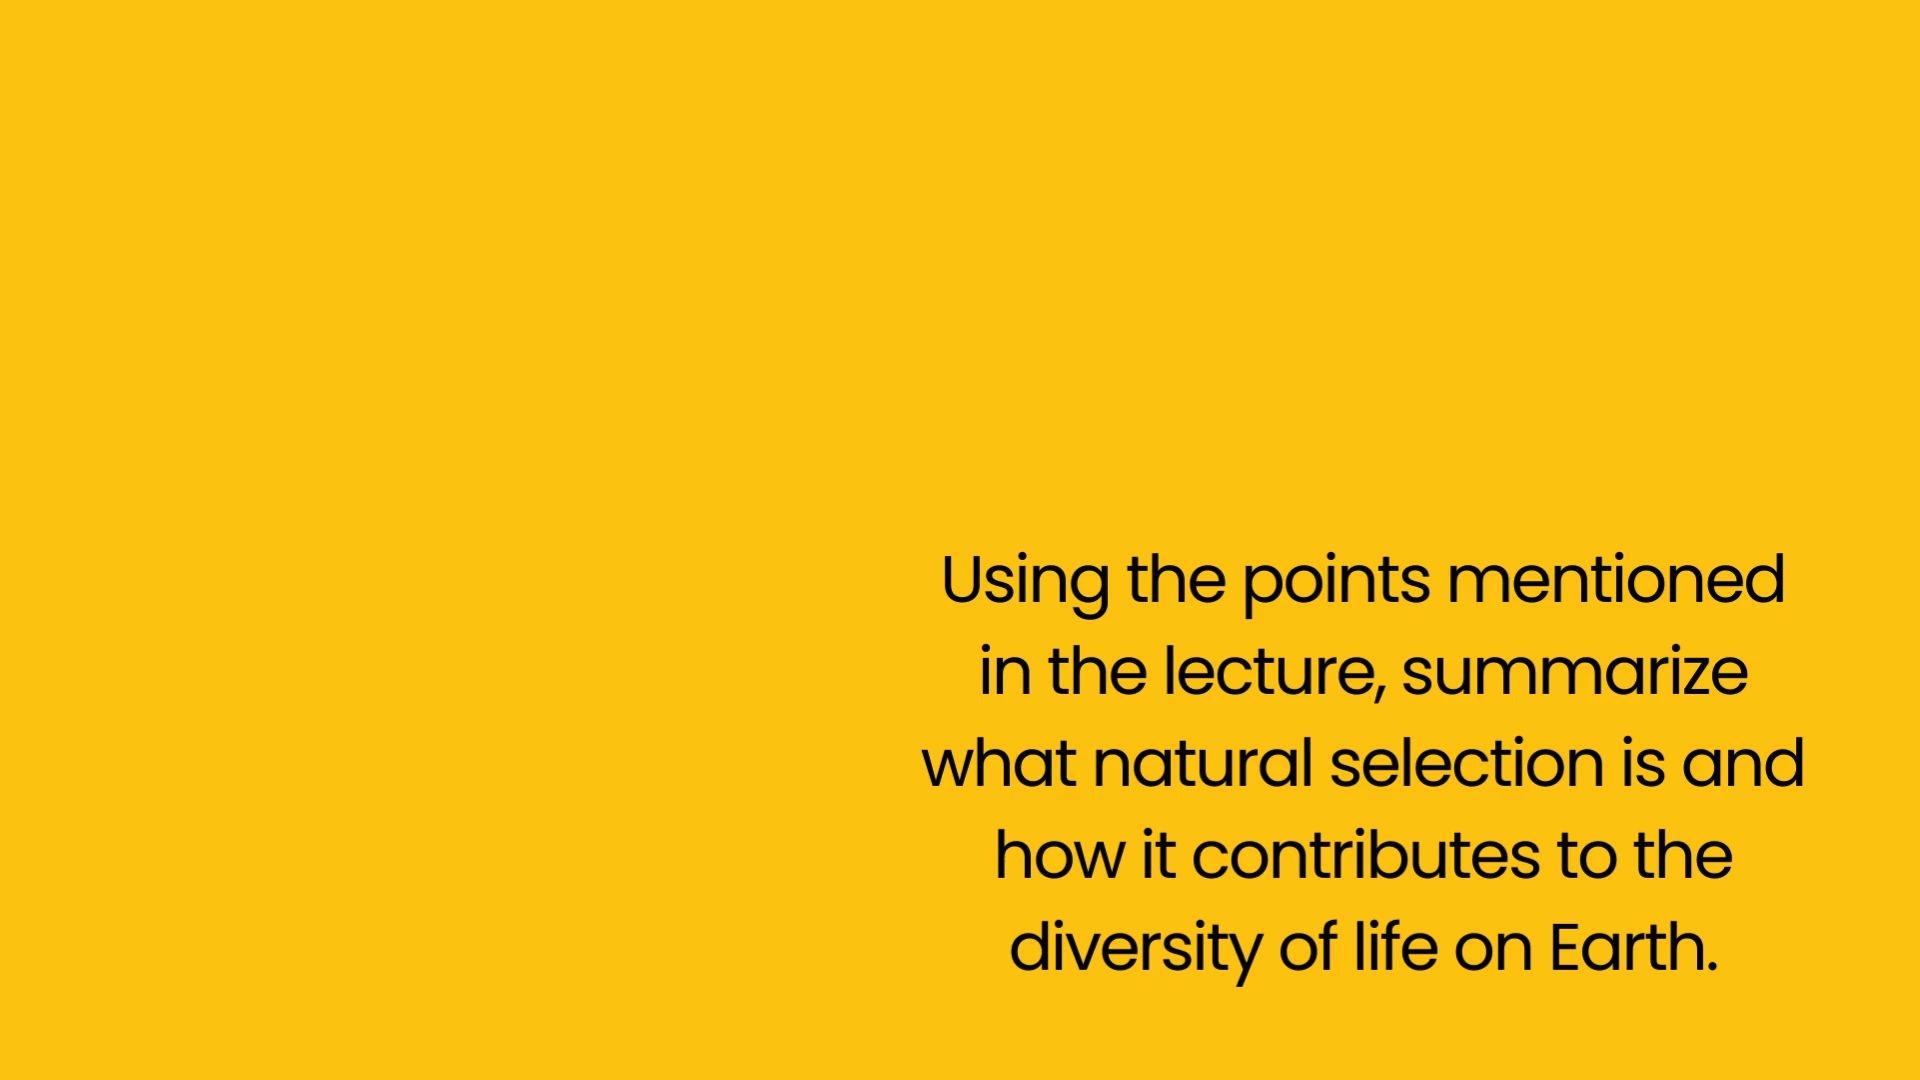 Using the points mentioned
in the lecture, summarize
what natural selection is and
how it contributes to the
diversity of life on Earth.